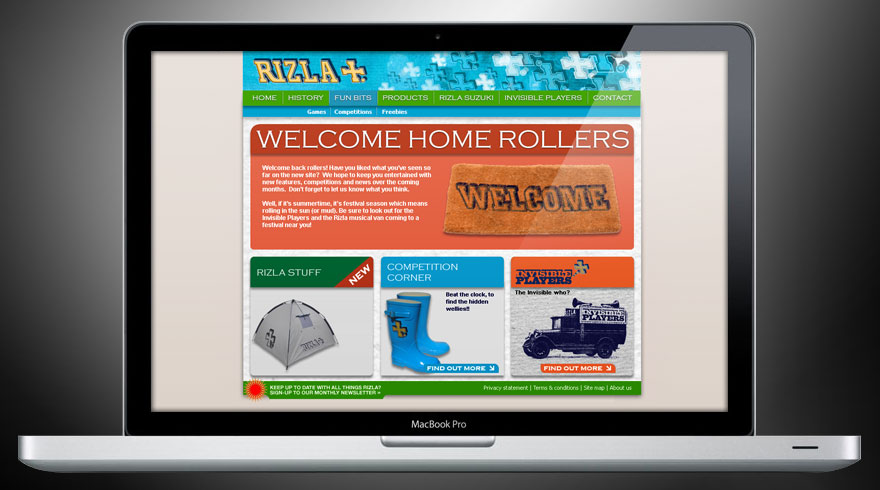 RIZLA+.
HOME HISTORY FUN BITS PRODUCTS RIZLA SUZUKI INVISIBLE PLAYERS CONTACT
Games Competitions Freebies
WELCOME HOME ROLLERS
Welcome back rollers! Have you liked what you've seen so
far on the new site? We hope to keep you entertained with
new features, competitions and news over the coming
months. Don't forget to let us know what you think.
Well, if it's summertime, it's festival season which means
rolling in the sun (or mud). Be sure to look out for the
Invisible Players and the Rizla musical van coming to a
festival near you!
WELCOME
RIZLA STUFF
NEW
RIZLA
COMPETITION
CORNER
Beat the clock, to
find the hidden
wellies!!
FIND OUT MORE
INVISIBLE
PLAYERS
The Invisible who?
INVISIBLE
PLAYERS
FIND OUT MORE
KEEP UP TO DATE WITH ALL THINGS RIZLA?
SIGN-UP TO OUR MONTHLY NEWSLETTER »
Privacy statement | Terms & conditions | Site map | About us
MacBook Pro